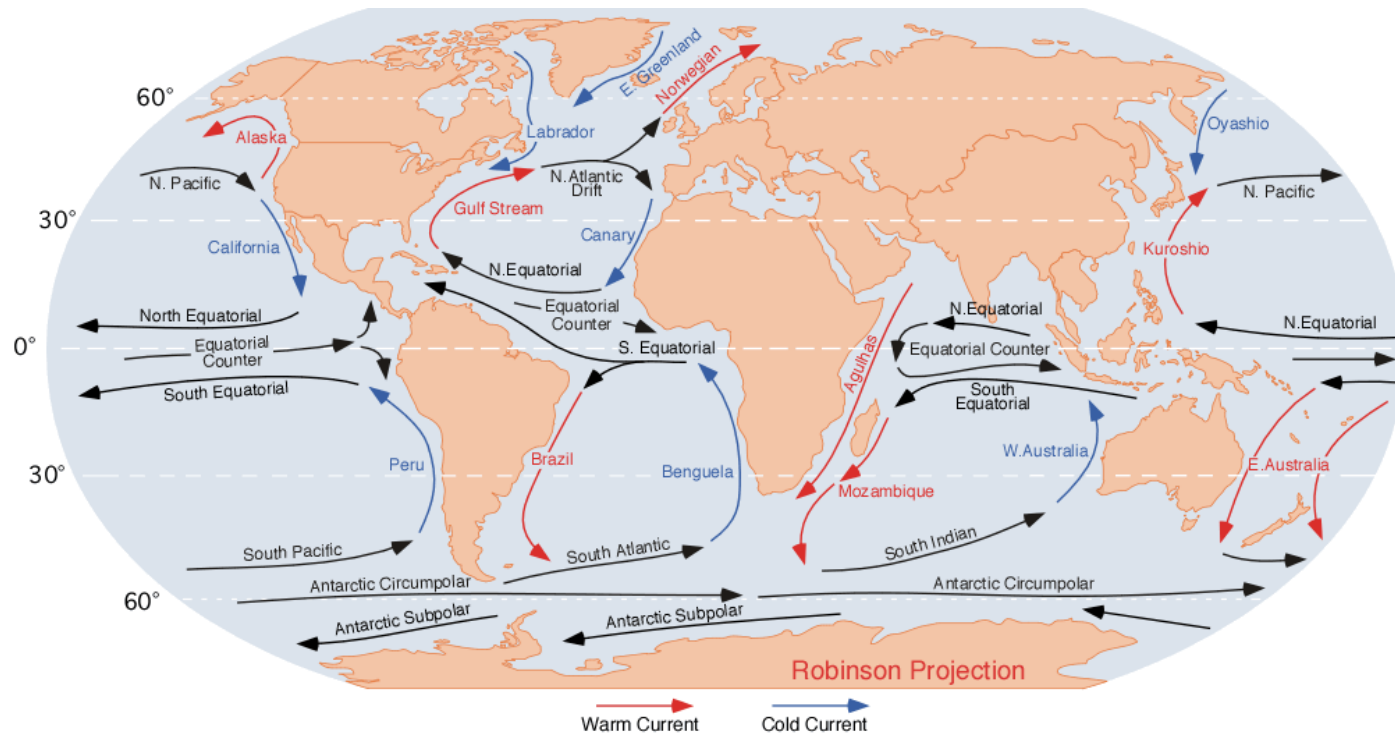 60°
30°
0°
30°
60°
E. Greenland
Norwegian
Labrador
Alaska
Oyashio
N. Pacific
N.Atlantic
Drift
N. Pacific
Gulf Stream
California
Canary
Kuroshio
N.Equatorial
North Equatorial
Equatorial
Counter
N.Equatorial
N.Equatorial
Equatorial
Counter
S. Equatorial
Equatorial Counter
Agulhas
South Equatorial
South
Equatorial
Peru
Brazil
Benguela
W.Australia
E.Australia
Mozambique
South Pacific
South Atlantic
South Indian
Antarctic Circumpolar
Antarctic Circumpolar
Antarctic Subpolar
Antarctic Subpolar
Robinson Projection
Warm Current
Cold Current